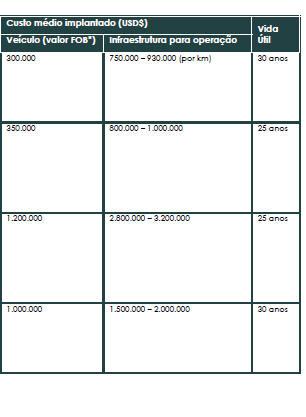 Custo médio implantado (USD$)
Vida Útil
Veículo (valor FOB*) Infraestrutura para operação
300.000 750.000 – 930.000 (por km) 30 anos
350.000 800.000 – 1.000.000 25 anos
1.200.000 2.800.000 – 3.200.000 25 anos
1.000.000 1.500.000 – 2.000.000 30 anos